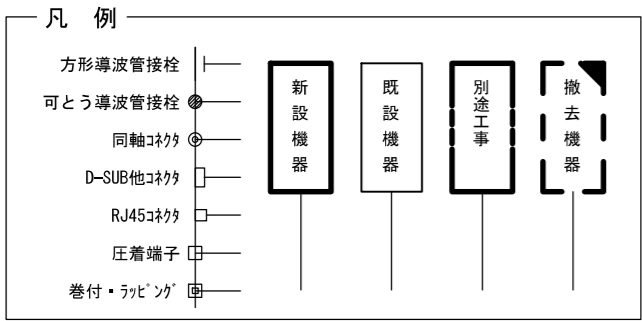 凡 例
方形導波管接栓
可とう導波管接栓
同軸ｺﾈｸﾀ
D-SUB他ｺﾈｸﾀ
RJ45ｺﾈｸﾀ
圧着端子
巻付・ﾗｯﾋﾟﾝｸﾞ
新設機器
既設機器
別途工事
撤去機器